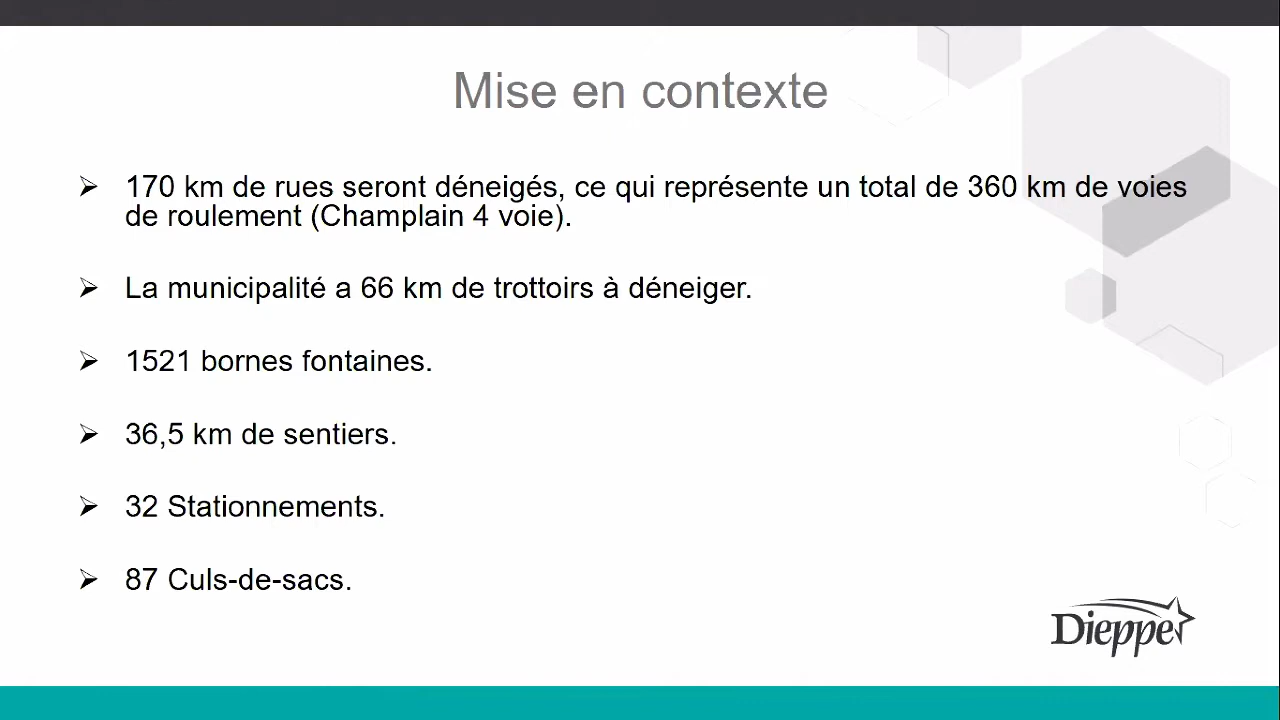 Mise en contexte
170 km de rues seront déneigés, ce qui représente un total de 360 km de voies
de roulement (Champlain 4 voie).
La municipalité a 66 km de trottoirs à déneiger.
1521 bornes fontaines.
36,5 km de sentiers.
32 Stationnements.
87 Culs-de-sacs.
Dieppe